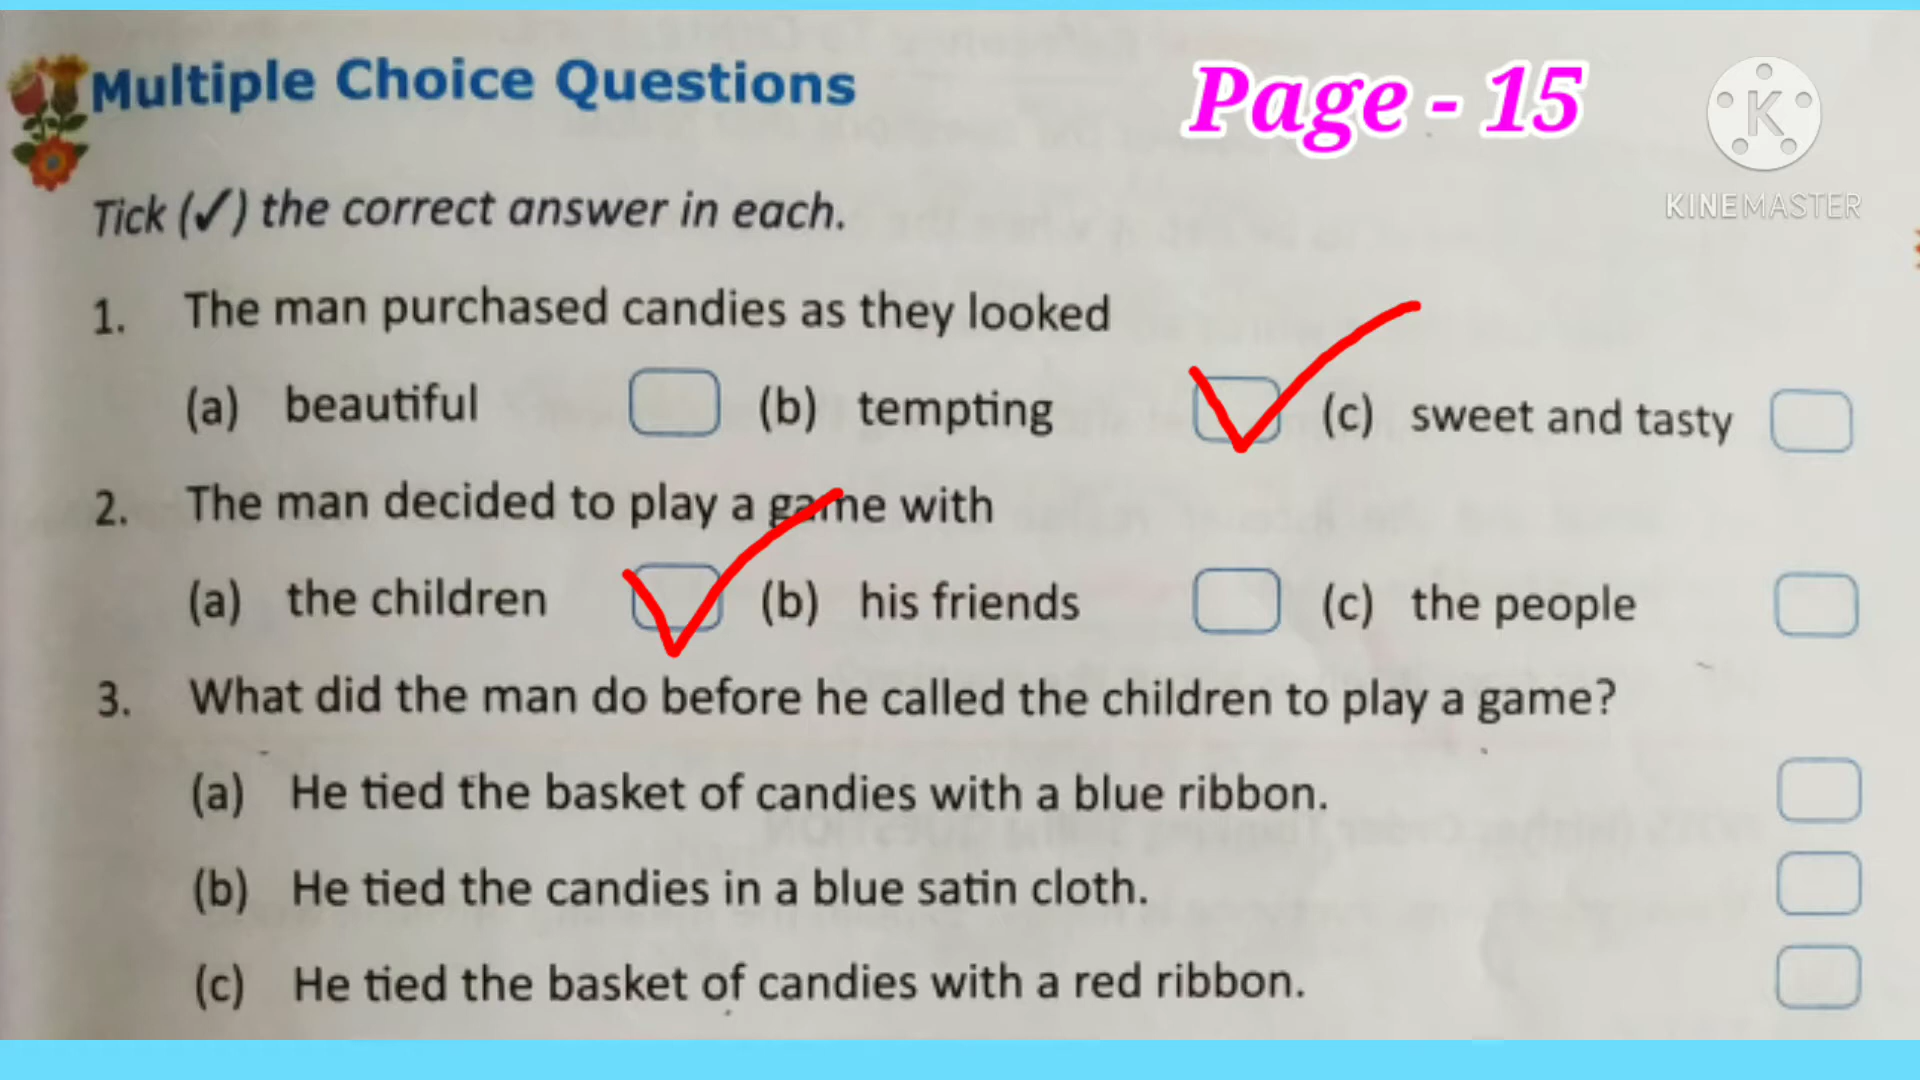 Multiple Choice Questions
Page - 15
KINEMASTER
Tick (✓) the correct answer in each.
1. The man purchased candies as they looked
(a) beautiful (b) tempting (c) sweet and tasty
2. The man decided to play a game with
(a) the children (b) his friends (c) the people
3. What did the man do before he called the children to play a game?
(a) He tied the basket of candies with a blue ribbon.
(b) He tied the candies in a blue satin cloth.
(c) He tied the basket of candies with a red ribbon.